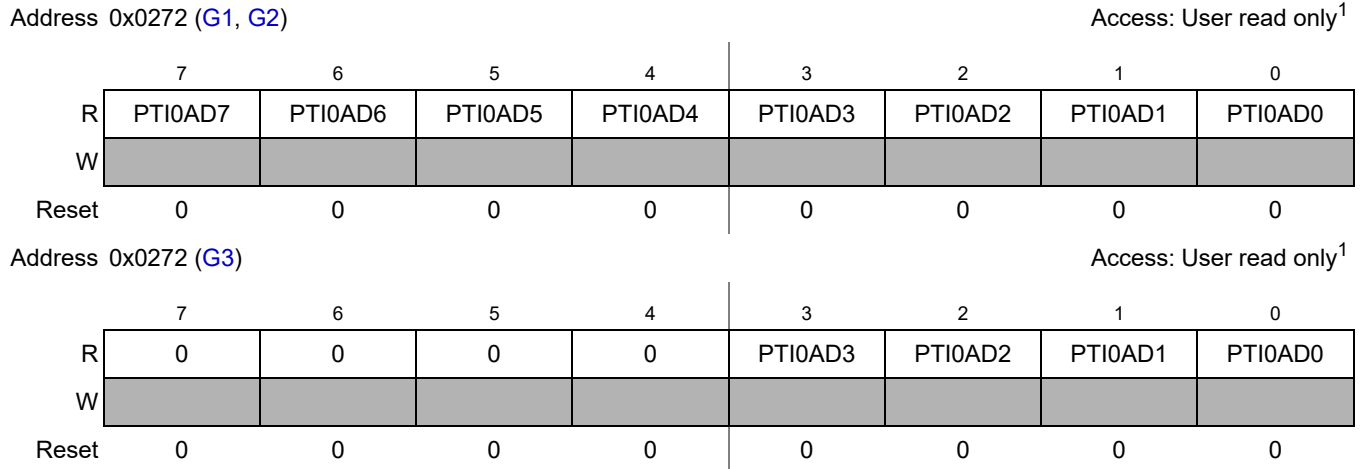 Address 0x0272 (G1, G2) Access: User read only1
7 6 5 4 3 2 1 0
R PTI0AD7 PTI0AD6 PTI0AD5 PTI0AD4 PTI0AD3 PTI0AD2 PTI0AD1 PTI0AD0
W
Reset 0 0 0 0 0 0 0 0
Address 0x0272 (G3) Access: User read only1
7 6 5 4 3 2 1 0
R 0 0 0 0 PTI0AD3 PTI0AD2 PTI0AD1 PTI0AD0
W
Reset 0 0 0 0 0 0 0 0